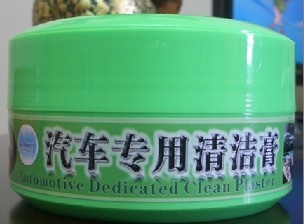 汽车专用清洁膏
Automotive Dedicated Clean Plaster